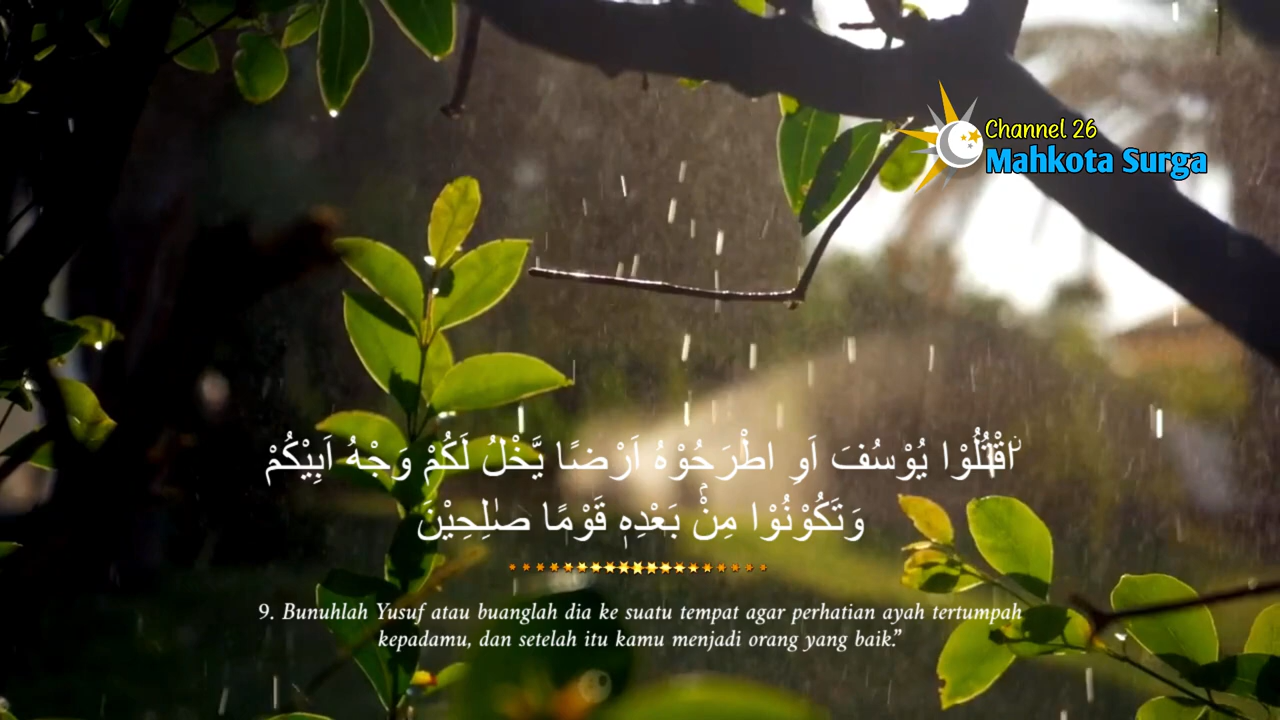 Channel 26
Mahkota Surga
اقْتُلُوْا يُوْسُفَ اَوِ اطْرَحُوْهُ اَرْضًا يَّخْلُ لَكُمْ وَجْهُ اَبِيْكُمْ
وَتَكُوْنُوْا مِنْۢ بَعْدِهٖ قَوْمًا صٰلِحِيْنَ
9. Bunuhlah Yusuf atau buanglah dia ke suatu tempat agar perhatian ayah tertumpah
kepadamu, dan setelah itu kamu menjadi orang yang baik.”